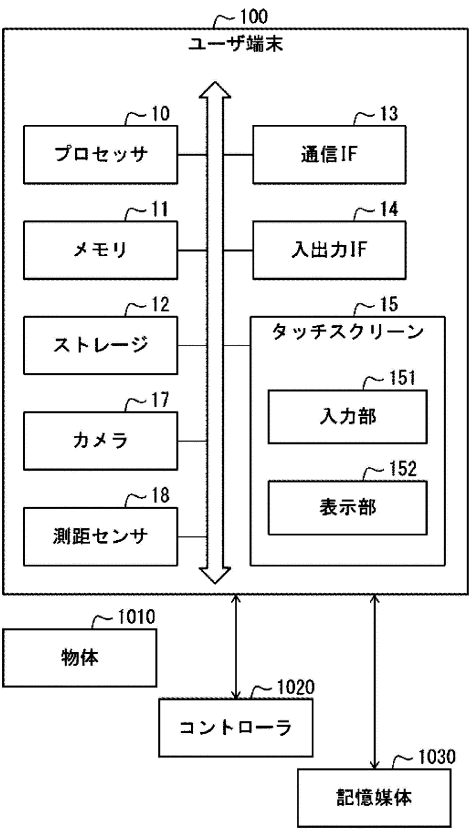 100
ユーザ端末
10
プロセッサ
13
通信IF
11
メモリ
14
入出力IF
12
ストレージ
15
タッチスクリーン
151
入力部
17
カメラ
152
表示部
18
測距センサ
1010
物体
1020
コントローラ
1030
記憶媒体